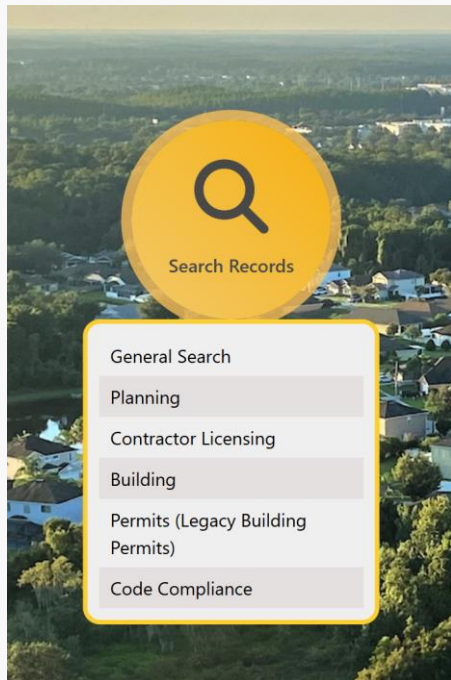 Search Records
General Search
Planning
Contractor Licensing
Building
Permits (Legacy Building
Permits)
Code Compliance